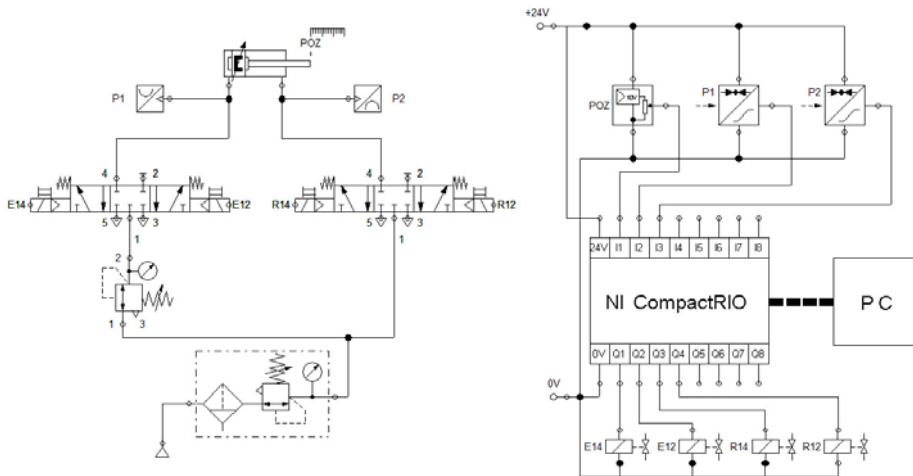 POZ
P1
P2
4
2
E14
E12
5
3
1
4
2
R14
R12
5
3
1
2
1
3
+24V
POZ
10V
P1
P2
24V I1 I2 I3 I4 I5 I6 I7 I8
NI CompactRIO
PC
0V Q1 Q2 Q3 Q4 Q5 Q6 Q7 Q8
0V
E14
E12
R14
R12